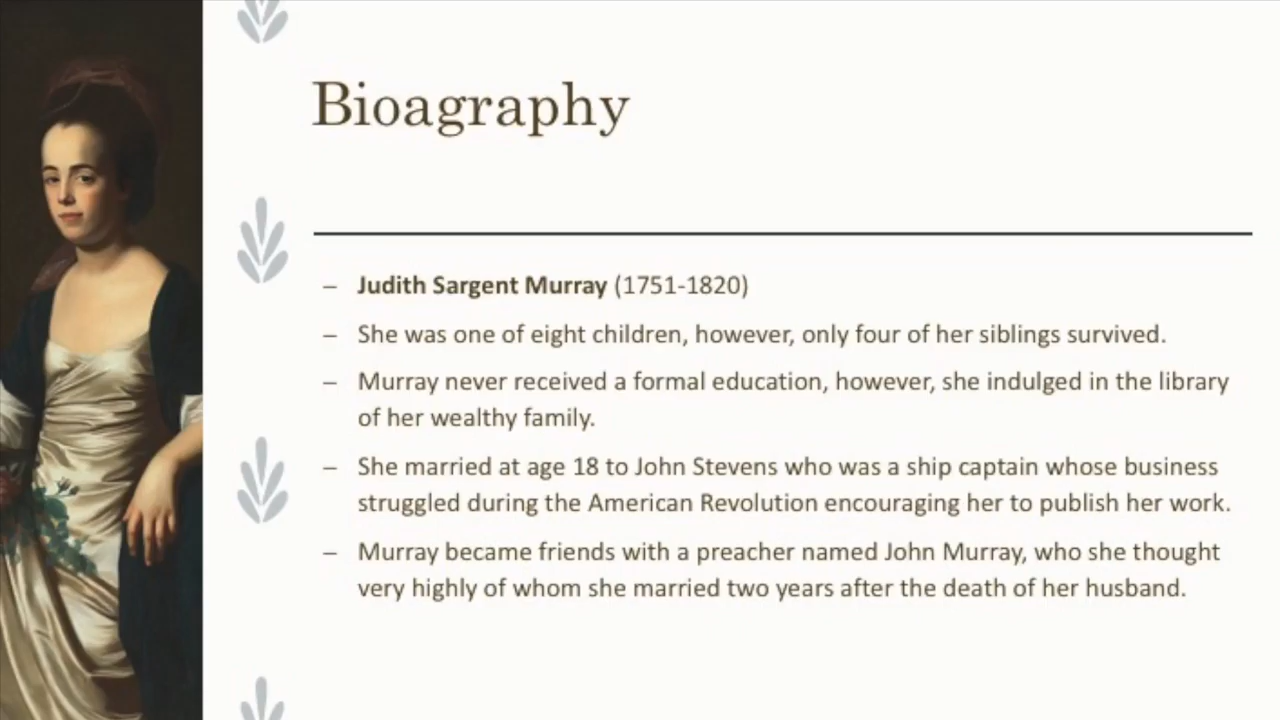 Bioagraphy
– Judith Sargent Murray (1751-1820)
– She was one of eight children, however, only four of her siblings survived.
– Murray never received a formal education, however, she indulged in the library
of her wealthy family.
– She married at age 18 to John Stevens who was a ship captain whose business
struggled during the American Revolution encouraging her to publish her work.
– Murray became friends with a preacher named John Murray, who she thought
very highly of whom she married two years after the death of her husband.